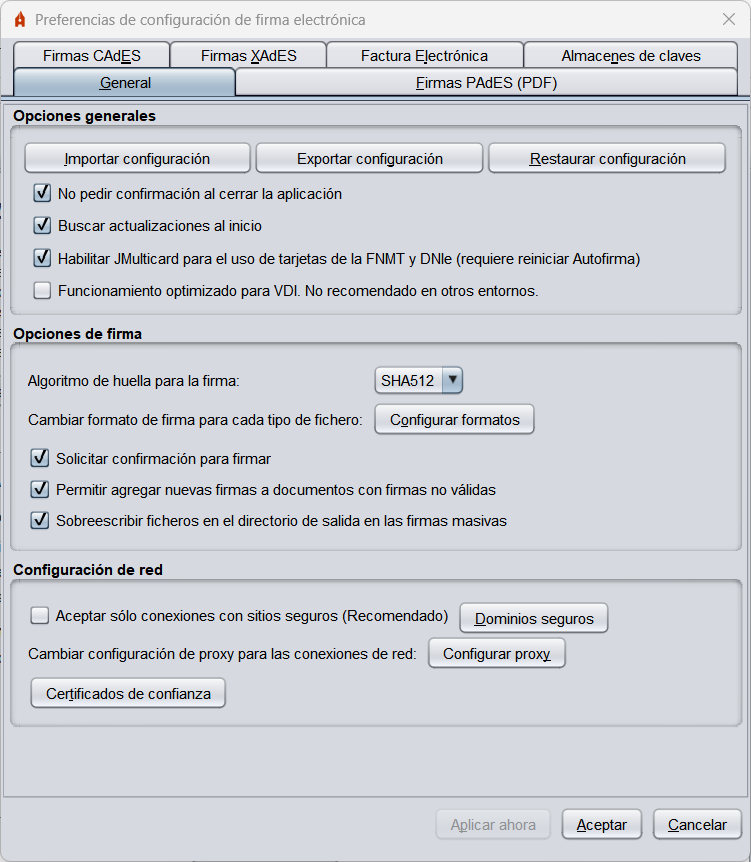 Preferencias de configuración de firma electrónica
Firmas CAdES
Firmas XAdES
Factura Electrónica
Almacenes de claves
General
Firmas PAdES (PDF)
Opciones generales
Importar configuración
Exportar configuración
Restaurar configuración
No pedir confirmación al cerrar la aplicación
Buscar actualizaciones al inicio
Habilitar JMulticard para el uso de tarjetas de la FNMT y DNIe (requiere reiniciar Autofirma)
Funcionamiento optimizado para VDI. No recomendado en otros entornos.
Opciones de firma
Algoritmo de huella para la firma:
SHA512
Cambiar formato de firma para cada tipo de fichero:
Configurar formatos
Solicitar confirmación para firmar
Permitir agregar nuevas firmas a documentos con firmas no válidas
Sobreescribir ficheros en el directorio de salida en las firmas masivas
Configuración de red
Aceptar sólo conexiones con sitios seguros (Recomendado)
Dominios seguros
Cambiar configuración de proxy para las conexiones de red:
Configurar proxy
Certificados de confianza
Aplicar ahora
Aceptar
Cancelar